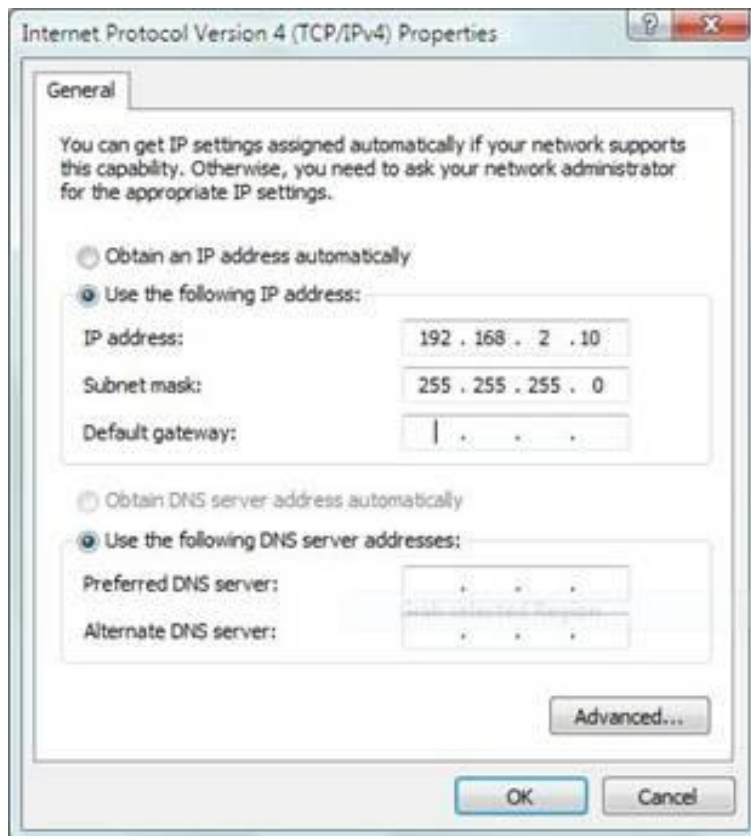 Internet Protocol Version 4 (TCP/IPv4) Properties
?
General
You can get IP settings assigned automatically if your network supports
this capability. Otherwise, you need to ask your network administrator
for the appropriate IP settings.
Obtain an IP address automatically
Use the following IP address:
IP address: 192 . 168 . 2 . 10
Subnet mask: 255 . 255 . 255 . 0
Default gateway: . . .
Obtain DNS server address automatically
Use the following DNS server addresses:
Preferred DNS server: . . .
selected Region
Alternate DNS server: . . .
Advanced...
OK Cancel